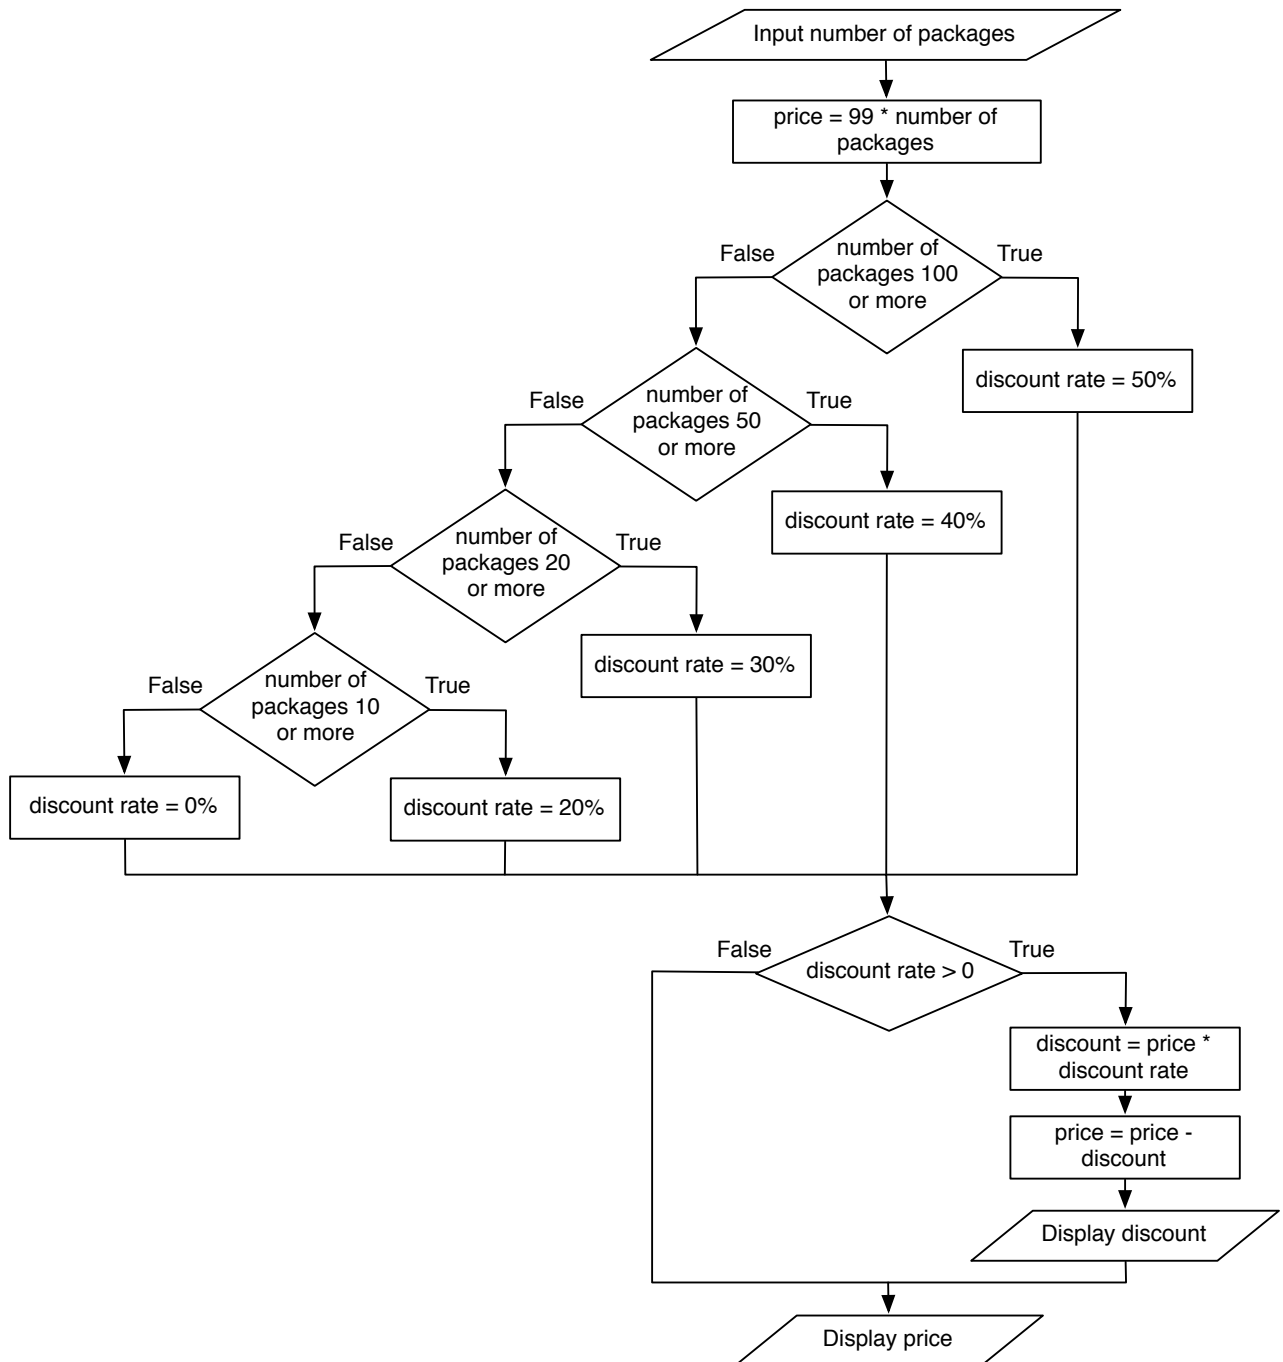 Input number of packages
price = 99 * number of
packages
False
number of
packages 100
or more
True
discount rate = 50%
False
number of
packages 50
or more
True
discount rate = 40%
False
number of
packages 20
or more
True
discount rate = 30%
False
number of
packages 10
or more
True
discount rate = 0%
discount rate = 20%
False
discount rate > 0
True
discount = price *
discount rate
price = price -
discount
Display discount
Display price